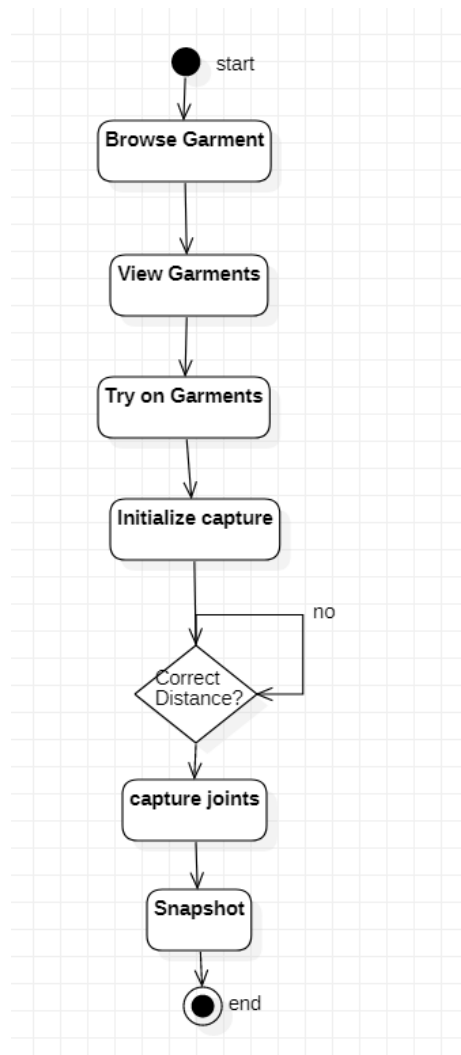 start
Browse Garment
View Garments
Try on Garments
Initialize capture
no
Correct
Distance?
capture joints
Snapshot
end